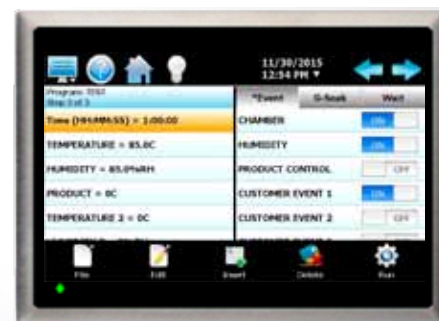 11/30/2015
12:54 PM ▼
Program: TEST
Step 3 of 3
*Event G-Soak Wait
Time (HH:MM:SS) = 1:00:00
TEMPERATURE = 85.0C
HUMIDITY = 85.0%RH
PRODUCT = 0C
TEMPERATURE 2 = 0C
CHAMBER ON
HUMIDITY ON
PRODUCT CONTROL OFF
CUSTOMER EVENT 1 ON
CUSTOMER EVENT 2 OFF
File Edit Insert Delete Run